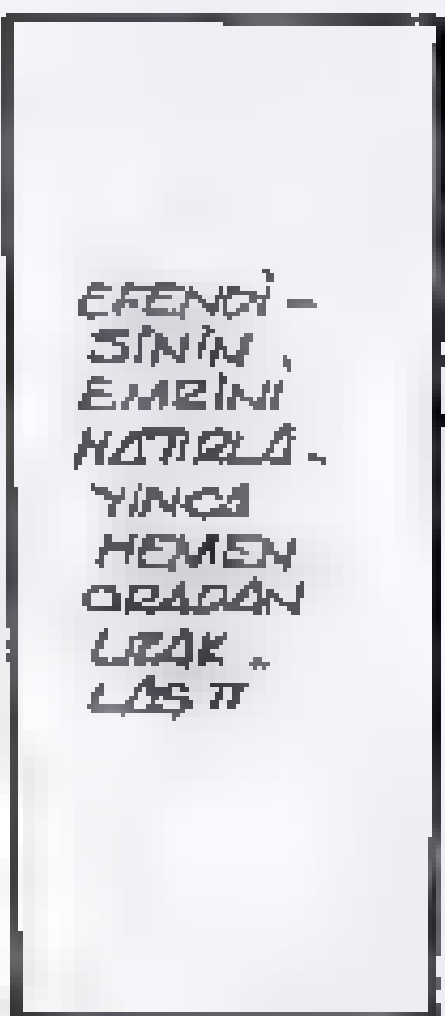 EFENDİ-
SİNİN
EMRİNİ
HATIRLA-
YINCA
HEMEN
ORADAN
UZAK-
LAŞTI